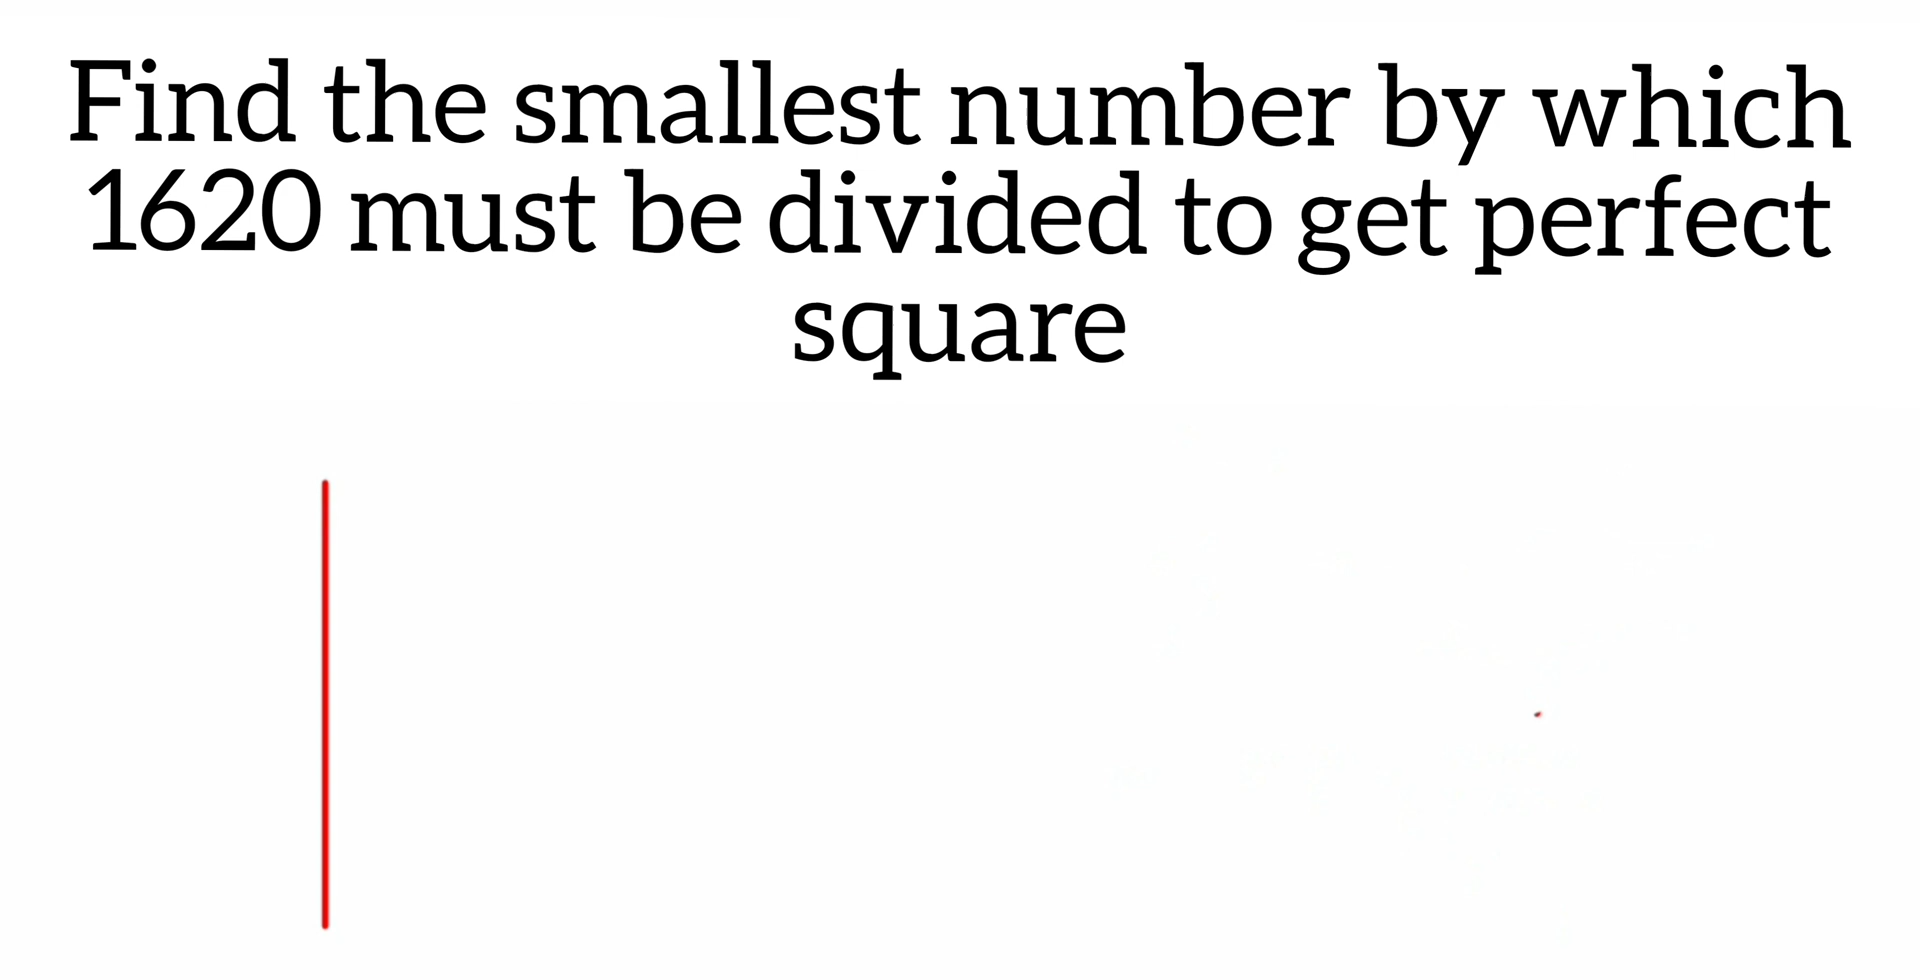 Find the smallest number by which
1620 must be divided to get perfect
square